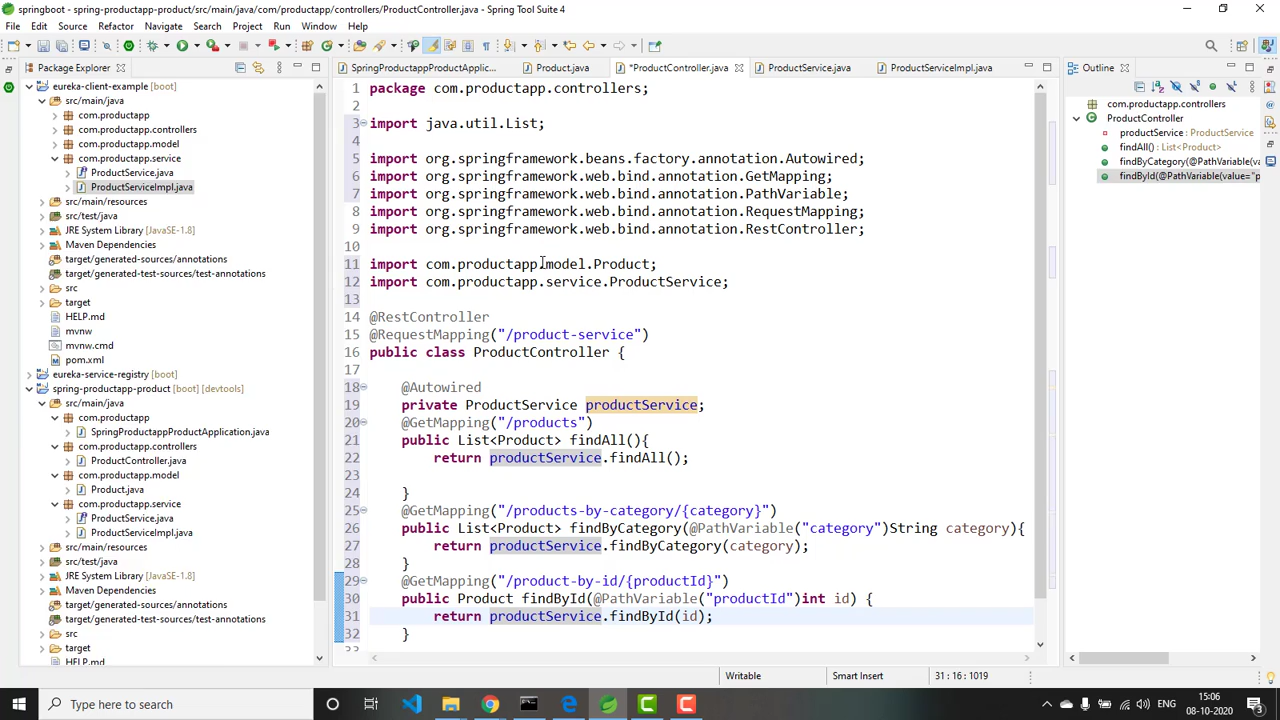 springboot - spring-productapp-product/src/main/java/com/productapp/controllers/ProductController.java - Spring Tool Suite 4
File Edit Source Refactor Navigate Search Project Run Window Help
Package Explorer
eureka-client-example [boot]
src/main/java
com.productapp
com.productapp.controllers
com.productapp.model
com.productapp.service
ProductService.java
ProductServiceImpl.java
src/main/resources
src/test/java
JRE System Library [JavaSE-1.8]
Maven Dependencies
target/generated-sources/annotations
target/generated-test-sources/test-annotations
src
target
HELP.md
mvnw
mvnw.cmd
pom.xml
eureka-service-registry [boot]
spring-productapp-product [boot] [devtools]
src/main/java
com.productapp
SpringProductappProductApplication.java
com.productapp.controllers
ProductController.java
com.productapp.model
Product.java
com.productapp.service
ProductService.java
ProductServiceImpl.java
src/main/resources
src/test/java
JRE System Library [JavaSE-1.8]
Maven Dependencies
target/generated-sources/annotations
target/generated-test-sources/test-annotations
src
target
HELP.md
SpringProductappProductApplic... Product.java *ProductController.java ProductService.java ProductServiceImpl.java
1 package com.productapp.controllers;
2
3 import java.util.List;
4
5 import org.springframework.beans.factory.annotation.Autowired;
6 import org.springframework.web.bind.annotation.GetMapping;
7 import org.springframework.web.bind.annotation.PathVariable;
8 import org.springframework.web.bind.annotation.RequestMapping;
9 import org.springframework.web.bind.annotation.RestController;
10
11 import com.productapp.model.Product;
12 import com.productapp.service.ProductService;
13
14 @RestController
15 @RequestMapping("/product-service")
16 public class ProductController {
17
18 @Autowired
19 private ProductService productService;
20 @GetMapping("/products")
21 public List<Product> findAll(){
22 return productService.findAll();
23
24 }
25 @GetMapping("/products-by-category/{category}")
26 public List<Product> findByCategory(@PathVariable("category")String category){
27 return productService.findByCategory(category);
28 }
29 @GetMapping("/product-by-id/{productId}")
30 public Product findById(@PathVariable("productId")int id) {
31 return productService.findById(id);
32 }
33
Outline
com.productapp.controllers
ProductController
productService : ProductService
findAll() : List<Product>
findByCategory(@PathVariable(va
findById(@PathVariable(value="p
Writable Smart Insert 31 : 16 : 1019
Type here to search
ENG
15:06
08-10-2020
3